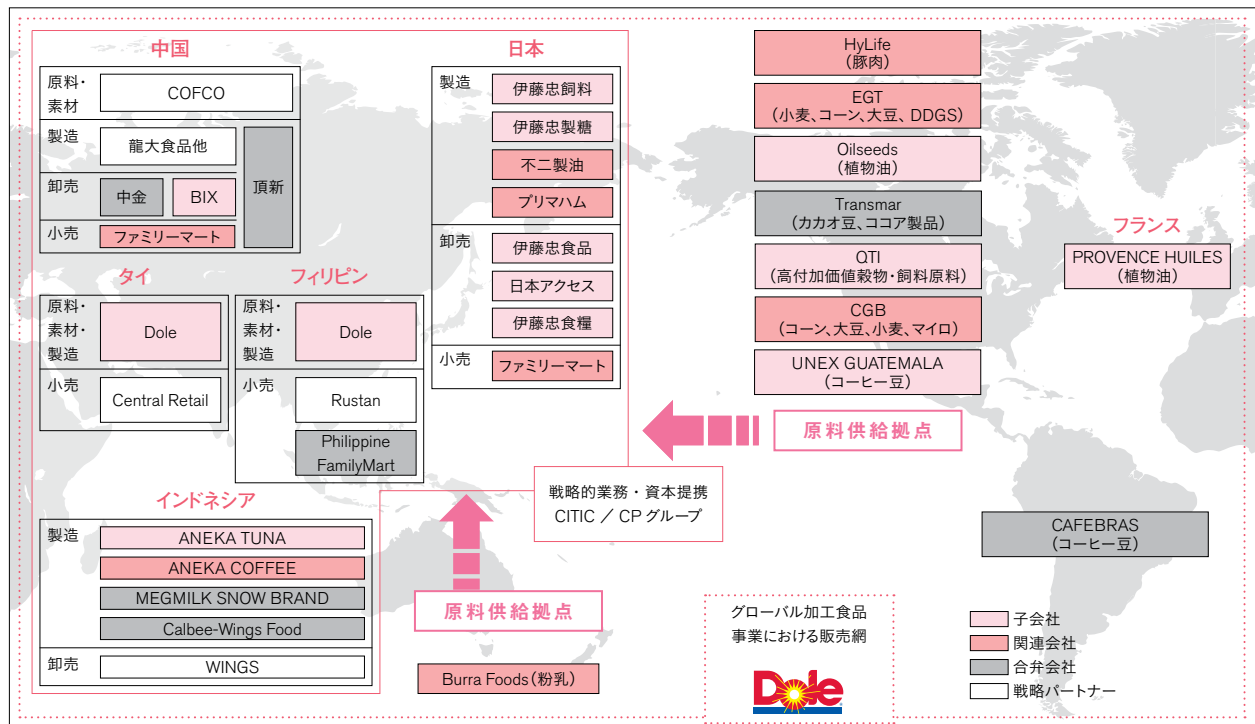 中国
原料・
素材
COFCO
製造
龍大食品他
卸売
中金
BIX
頂新
小売
ファミリーマート
タイ
原料・
素材・
製造
Dole
小売
Central Retail
フィリピン
原料・
素材・
製造
Dole
小売
Rustan
Philippine
FamilyMart
インドネシア
製造
ANEKA TUNA
ANEKA COFFEE
MEGMILK SNOW BRAND
Calbee-Wings Food
卸売
WINGS
日本
製造
伊藤忠飼料
伊藤忠製糖
不二製油
プリマハム
卸売
伊藤忠食品
日本アクセス
伊藤忠食糧
小売
ファミリーマート
HyLife
（豚肉）
EGT
（小麦、コーン、大豆、DDGS）
Oilseeds
（植物油）
Transmar
（カカオ豆、ココア製品）
QTI
（高付加価値穀物・飼料原料）
CGB
（コーン、大豆、小麦、マイロ）
UNEX GUATEMALA
（コーヒー豆）
フランス
PROVENCE HUILES
（植物油）
原料供給拠点
戦略的業務・資本提携
CITIC ／ CPグループ
CAFEBRAS
（コーヒー豆）
原料供給拠点
Burra Foods（粉乳）
グローバル加工食品
事業における販売網
Dole
子会社
関連会社
合弁会社
戦略パートナー